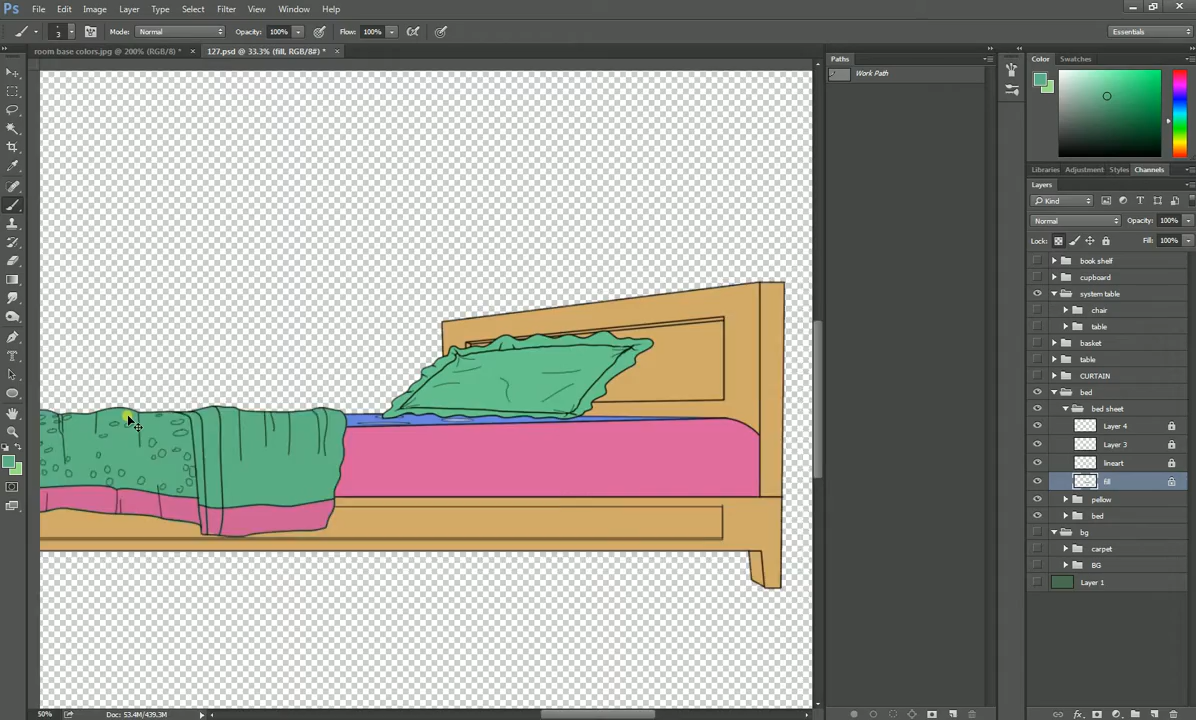 Ps File Edit Image Layer Type Select Filter View Window Help
3 Mode: Normal Opacity: 100% Flow: 100% Essentials
room base colors.jpg @ 200% (RGB/8) * × 127.psd @ 33.3% (fill, RGB/8#) * ×
Paths
Work Path
Color Swatches
Libraries Adjustment Styles Channels
Layers
Kind
Normal Opacity: 100%
Lock: Fill: 100%
book shelf
cupboard
system table
chair
table
basket
table
CURTAIN
bed
bed sheet
Layer 4
Layer 3
lineart
fill
pellow
bed
bg
carpet
BG
Layer 1
50% Doc: 53.4M/439.3M